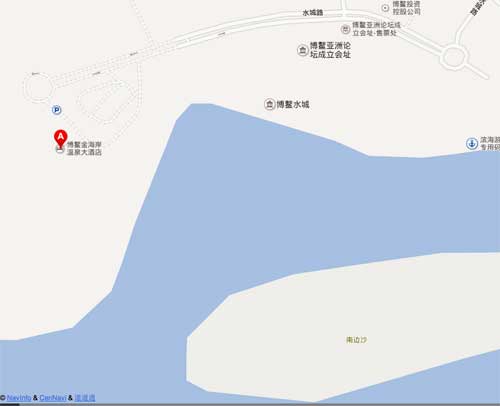 博鳌投资
控股公司
水城路
博鳌亚洲论坛成
立会址-售票处
博鳌亚洲论
坛成立会址
博鳌水城
P
A
博鳌金海岸
温泉大酒店
滨海游
专用码
南边沙
© NavInfo & CenNavi & 道道通